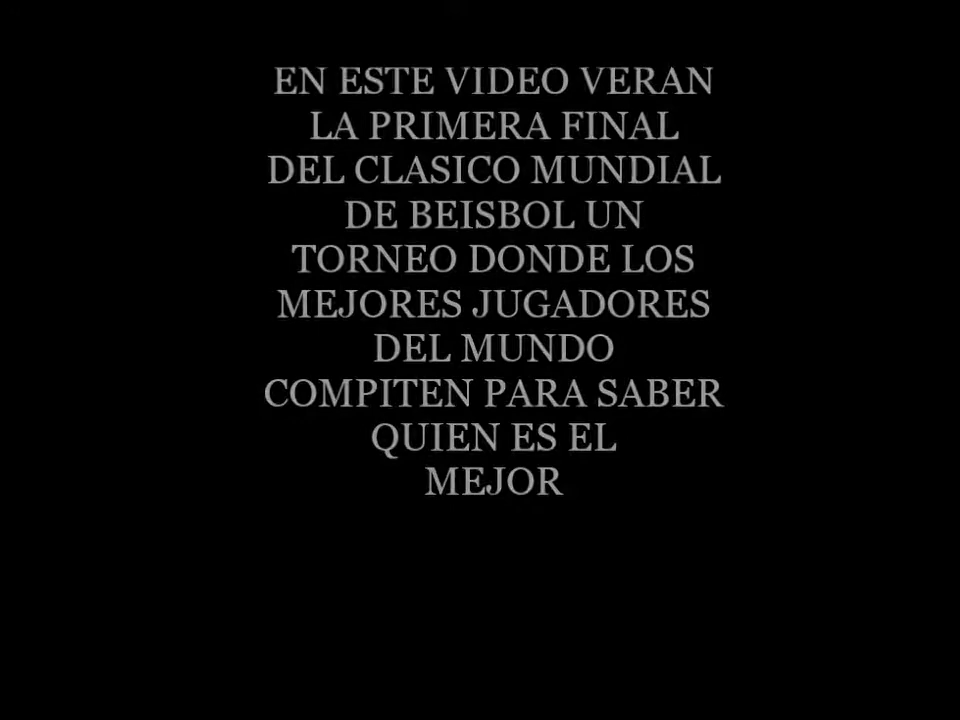 EN ESTE VIDEO VERAN
LA PRIMERA FINAL
DEL CLASICO MUNDIAL
DE BEISBOL UN
TORNEO DONDE LOS
MEJORES JUGADORES
DEL MUNDO
COMPITEN PARA SABER
QUIEN ES EL
MEJOR